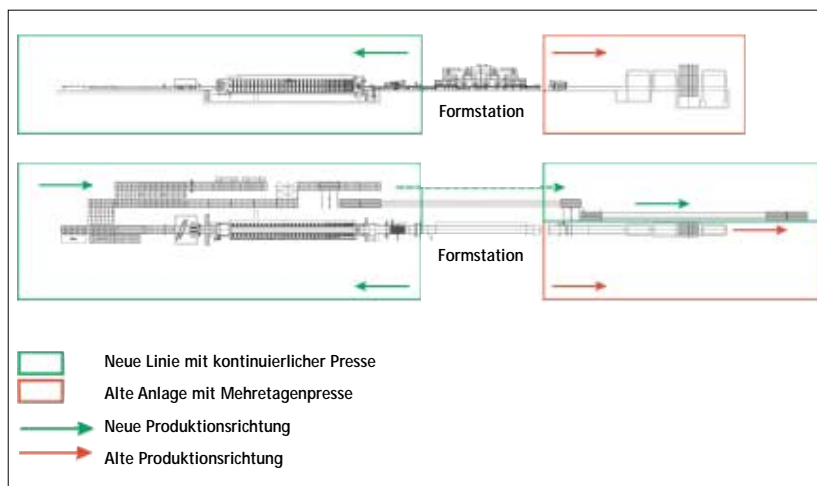 Formstation
Formstation
Neue Linie mit kontinuierlicher Presse
Alte Anlage mit Mehretagenpresse
Neue Produktionsrichtung
Alte Produktionsrichtung